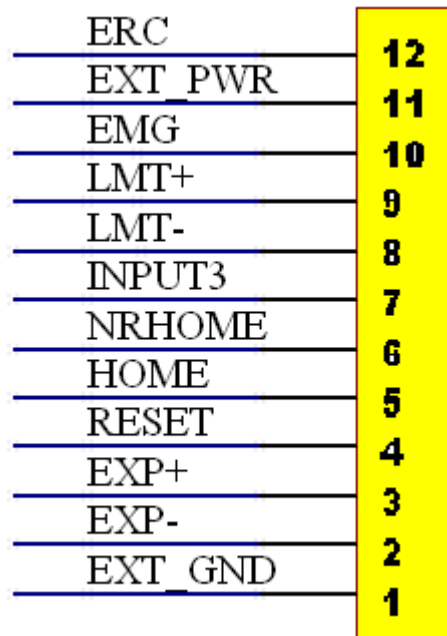 ERC 12
EXT_PWR 11
EMG 10
LMT+ 9
LMT- 8
INPUT3 7
NRHOME 6
HOME 5
RESET 4
EXP+ 3
EXP- 2
EXT_GND 1